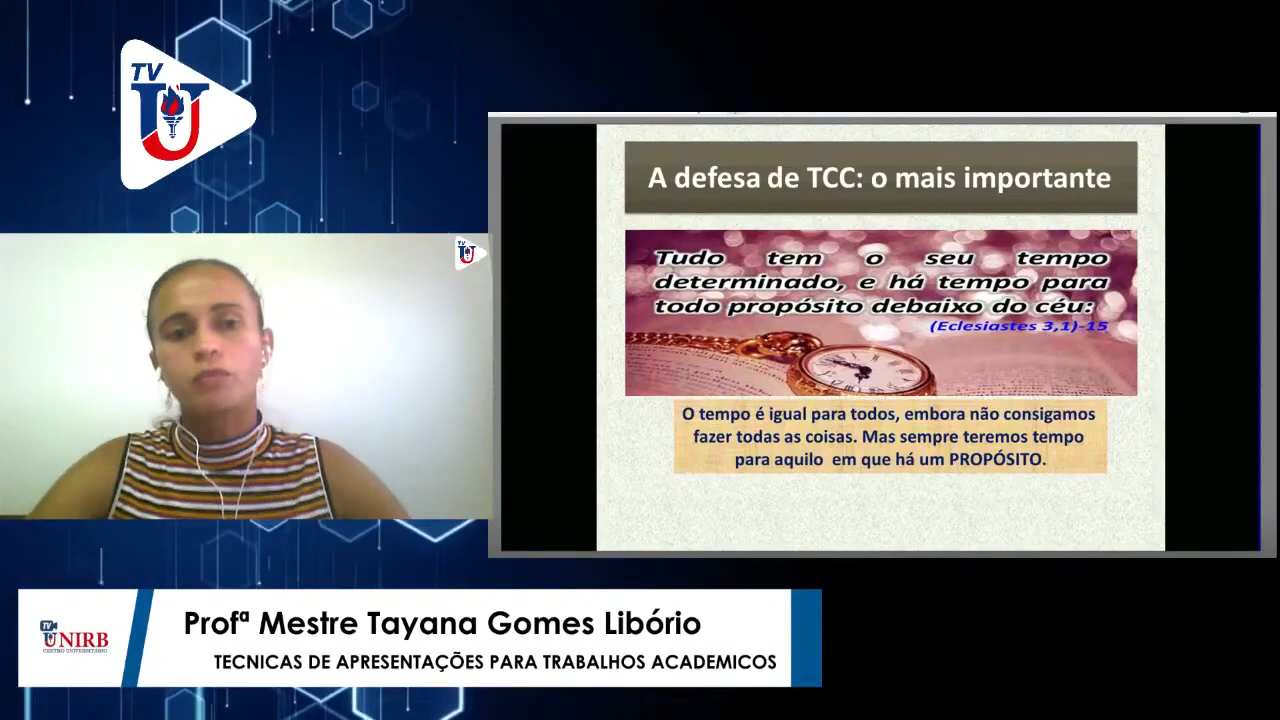 TV
U
TV
U
A defesa de TCC: o mais importante
Tudo tem o seu tempo
determinado, e há tempo para
todo propósito debaixo do céu:
(Eclesiastes 3,1)-15
O tempo é igual para todos, embora não consigamos
fazer todas as coisas. Mas sempre teremos tempo
para aquilo em que há um PROPÓSITO.
TV
UNIRB
CENTRO UNIVERSITÁRIO
Profª Mestre Tayana Gomes Libório
TECNICAS DE APRESENTAÇÕES PARA TRABALHOS ACADEMICOS